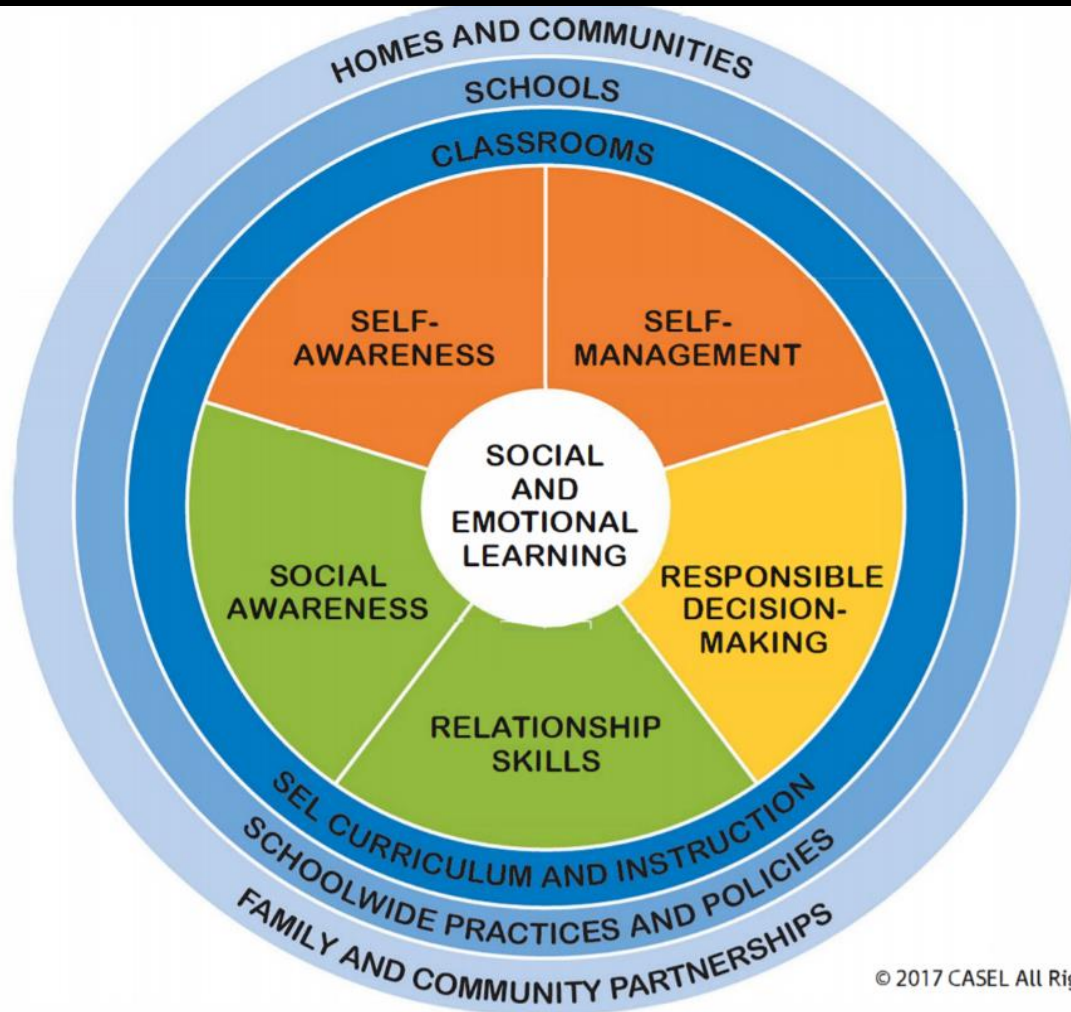 HOMES AND COMMUNITIES
SCHOOLS
CLASSROOMS
SELF-
AWARENESS
SELF-
MANAGEMENT
SOCIAL
AND
EMOTIONAL
LEARNING
SOCIAL
AWARENESS
RESPONSIBLE
DECISION-
MAKING
RELATIONSHIP
SKILLS
SEL CURRICULUM AND INSTRUCTION
SCHOOLWIDE PRACTICES AND POLICIES
FAMILY AND COMMUNITY PARTNERSHIPS
© 2017 CASEL All Rig